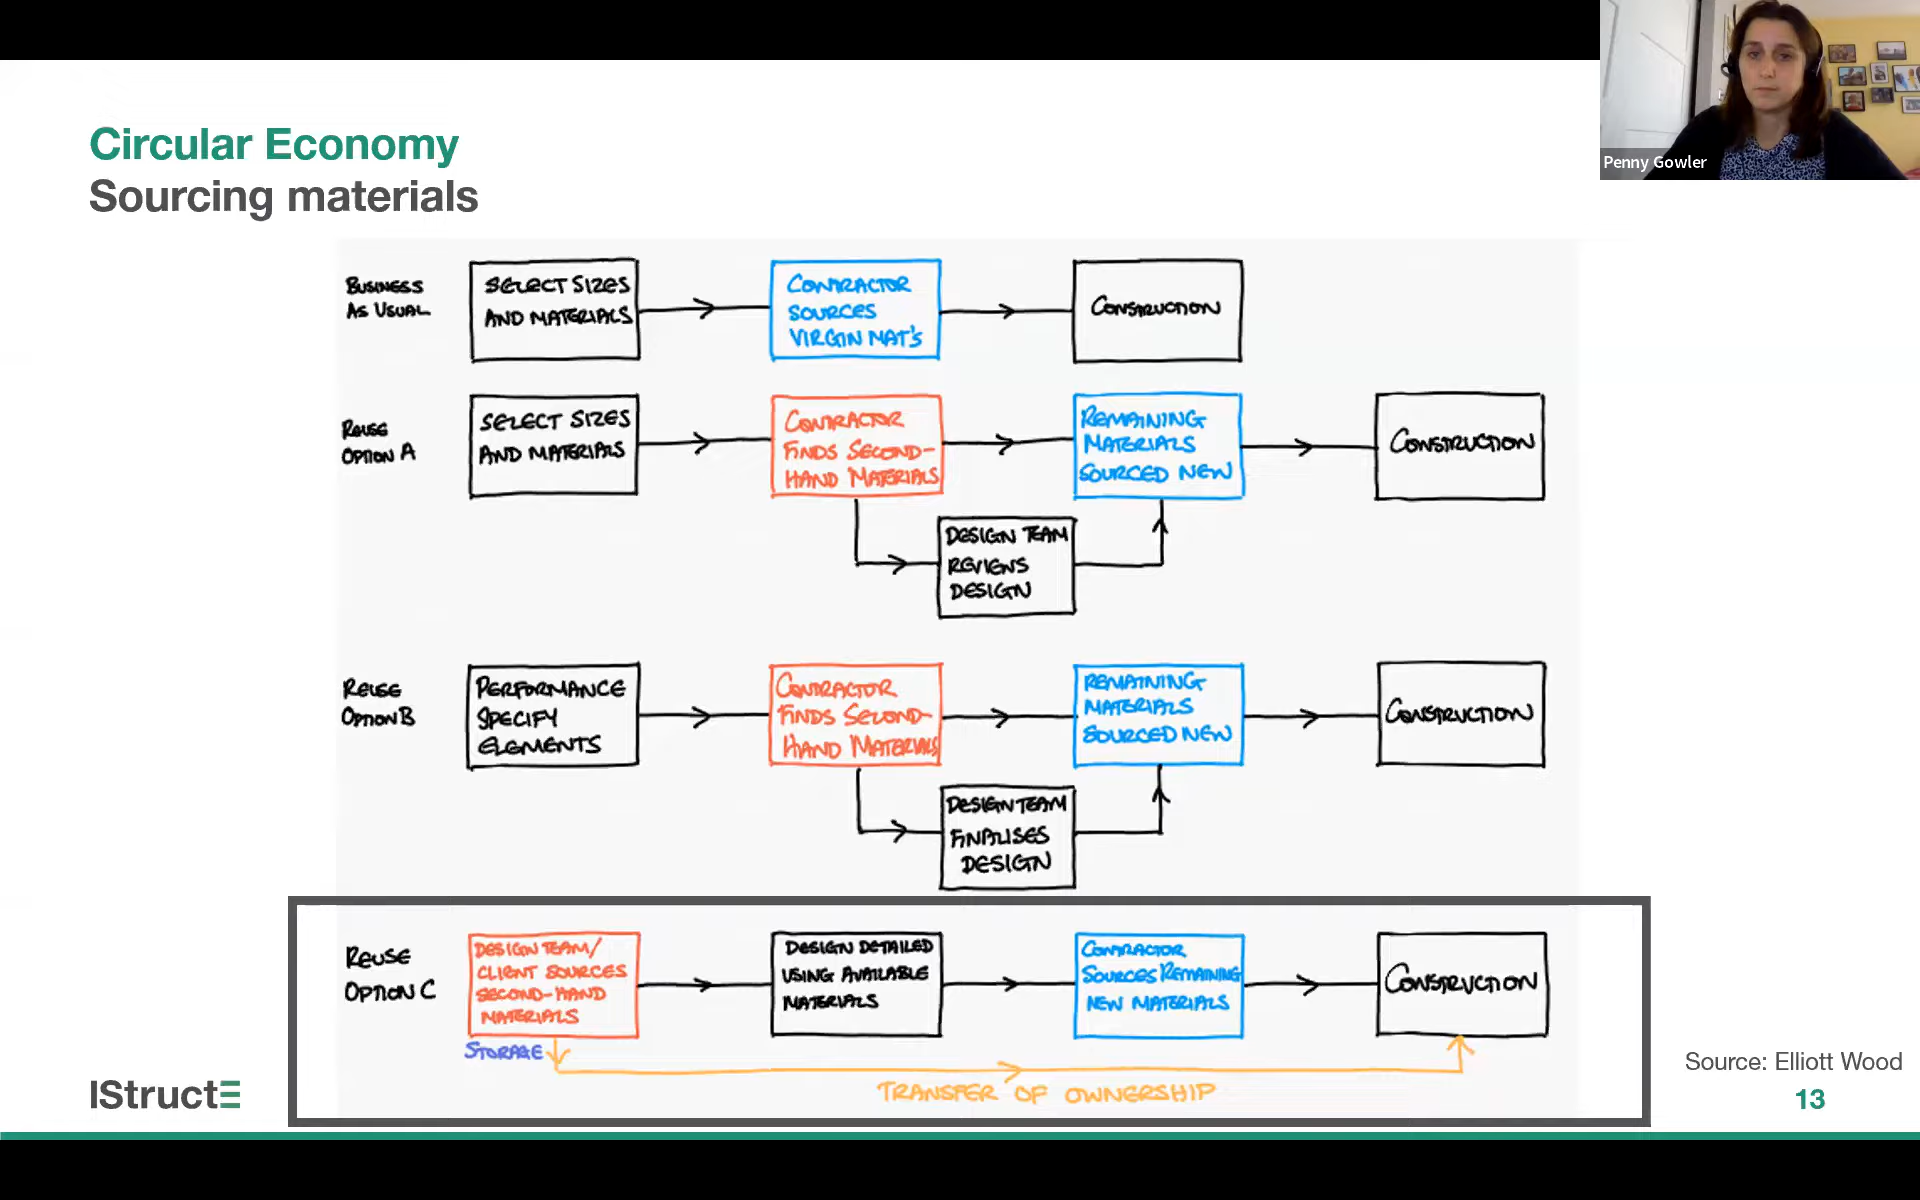 Penny Gowler
Circular Economy
Sourcing materials
BUSINESS
AS USUAL
SELECT SIZES
AND MATERIALS
CONTRACTOR
SOURCES
VIRGIN MAT'S
CONSTRUCTION
REUSE
OPTION A
SELECT SIZES
AND MATERIALS
CONTRACTOR
FINDS SECOND-
HAND MATERIALS
REMAINING
MATERIALS
SOURCED NEW
CONSTRUCTION
DESIGN TEAM
REVIEWS
DESIGN
REUSE
OPTION B
PERFORMANCE
SPECIFY
ELEMENTS
CONTRACTOR
FINDS SECOND-
HAND MATERIALS
REMAINING
MATERIALS
SOURCED NEW
CONSTRUCTION
DESIGN TEAM
FINALISES
DESIGN
REUSE
OPTION C
DESIGN TEAM/
CLIENT SOURCES
SECOND-HAND
MATERIALS
DESIGN DETAILED
USING AVAILABLE
MATERIALS
CONTRACTOR
SOURCES REMAINING
NEW MATERIALS
CONSTRUCTION
STORAGE
TRANSFER OF OWNERSHIP
IStructE
Source: Elliott Wood
13